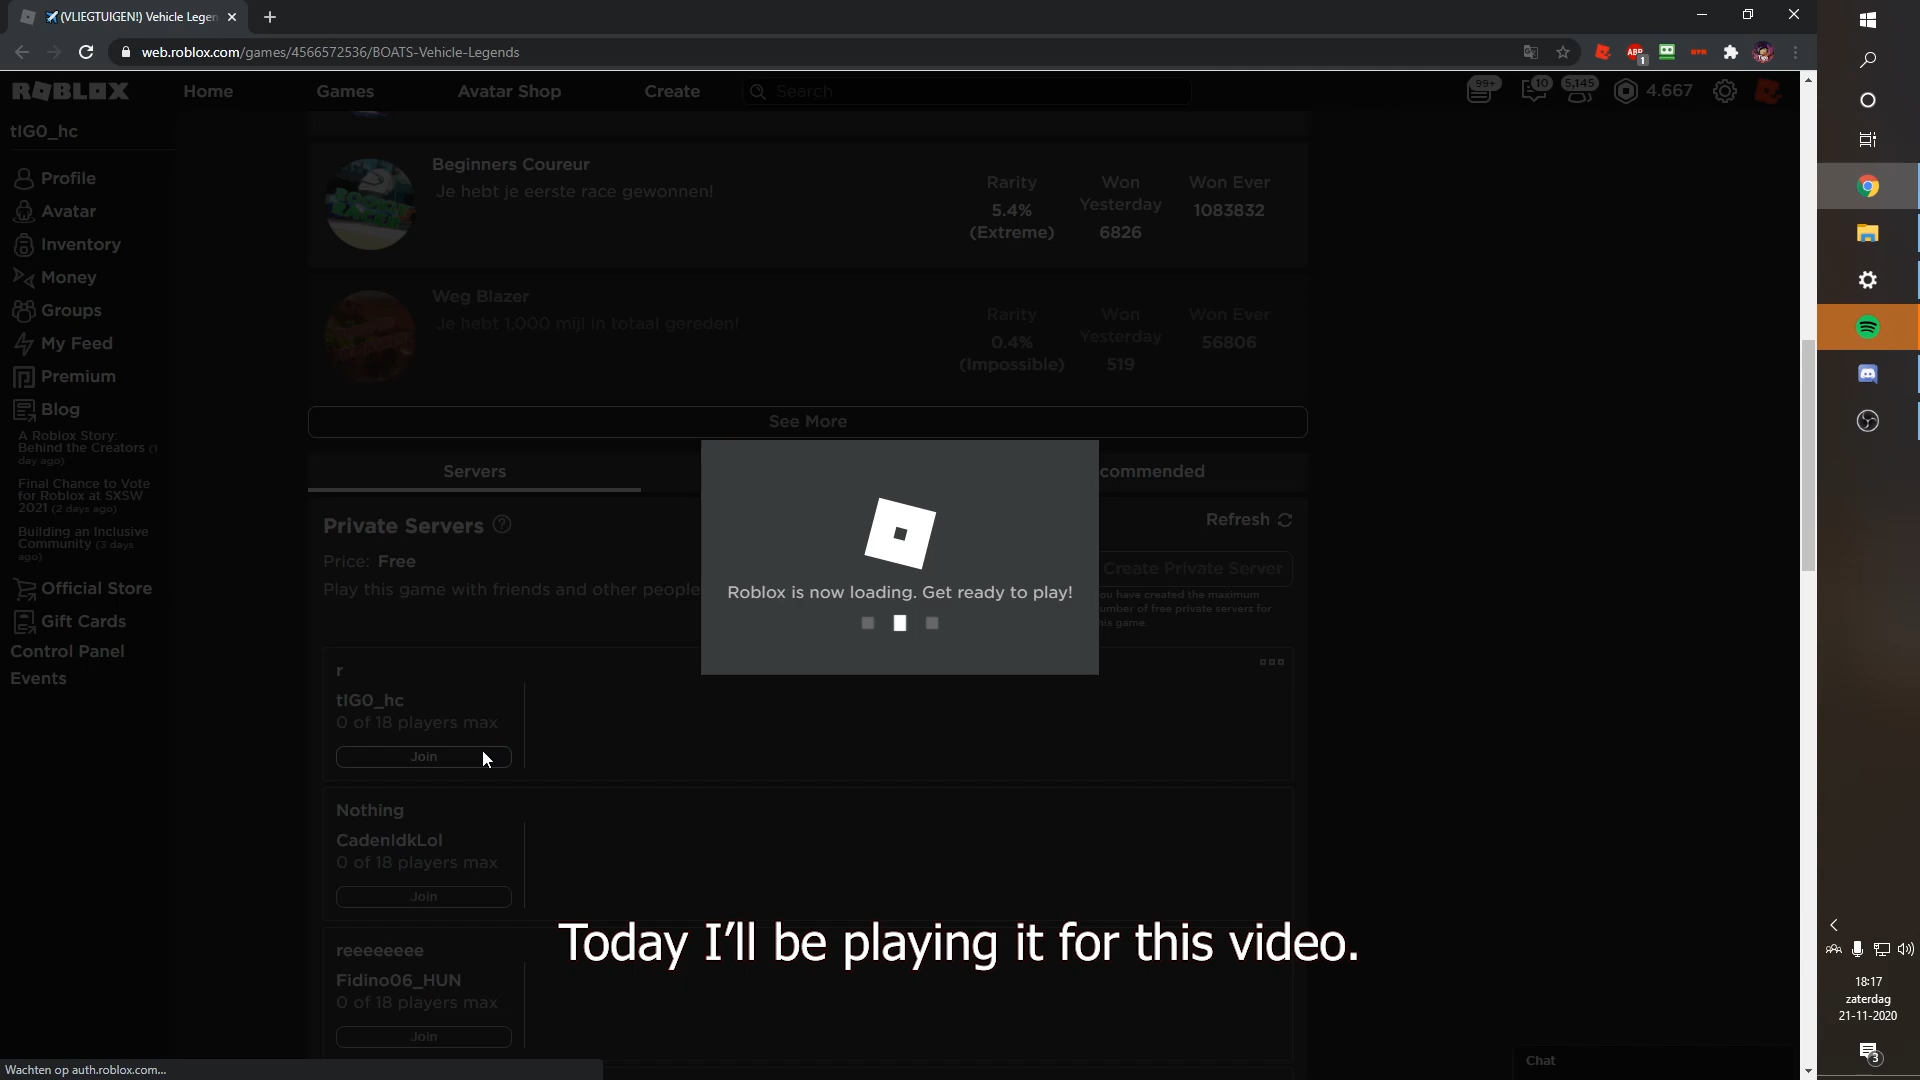 (VLIEGTUIGEN!) Vehicle Legen
web.roblox.com/games/4566572536/BOATS-Vehicle-Legends
ABP
1
ROBLOX
Home
Games
Avatar Shop
Create
Search
99+
10
5,145
4.667
tIG0_hc
Profile
Avatar
Inventory
Money
Groups
My Feed
Premium
Blog
A Roblox Story:
Behind the Creators (1
day ago)
Final Chance to Vote
for Roblox at SXSW
2021 (2 days ago)
Building an Inclusive
Community (3 days
ago)
Official Store
Gift Cards
Control Panel
Events
Beginners Coureur
Je hebt je eerste race gewonnen!
Rarity
5.4%
(Extreme)
Won
Yesterday
6826
Won Ever
1083832
Weg Blazer
Je hebt 1,000 mijl in totaal gereden!
Rarity
0.4%
(Impossible)
Won
Yesterday
519
Won Ever
56806
See More
Servers
commended
Private Servers
Refresh
Price: Free
Play this game with friends and other people
Create Private Server
ou have created the maximum
umber of free private servers for
his game.
Roblox is now loading. Get ready to play!
r
tIG0_hc
0 of 18 players max
Join
Nothing
CadenIdkLol
0 of 18 players max
Join
reeeeeeee
Fidino06_HUN
0 of 18 players max
Join
Today I'll be playing it for this video.
Chat
Wachten op auth.roblox.com...
18:17
zaterdag
21-11-2020
3